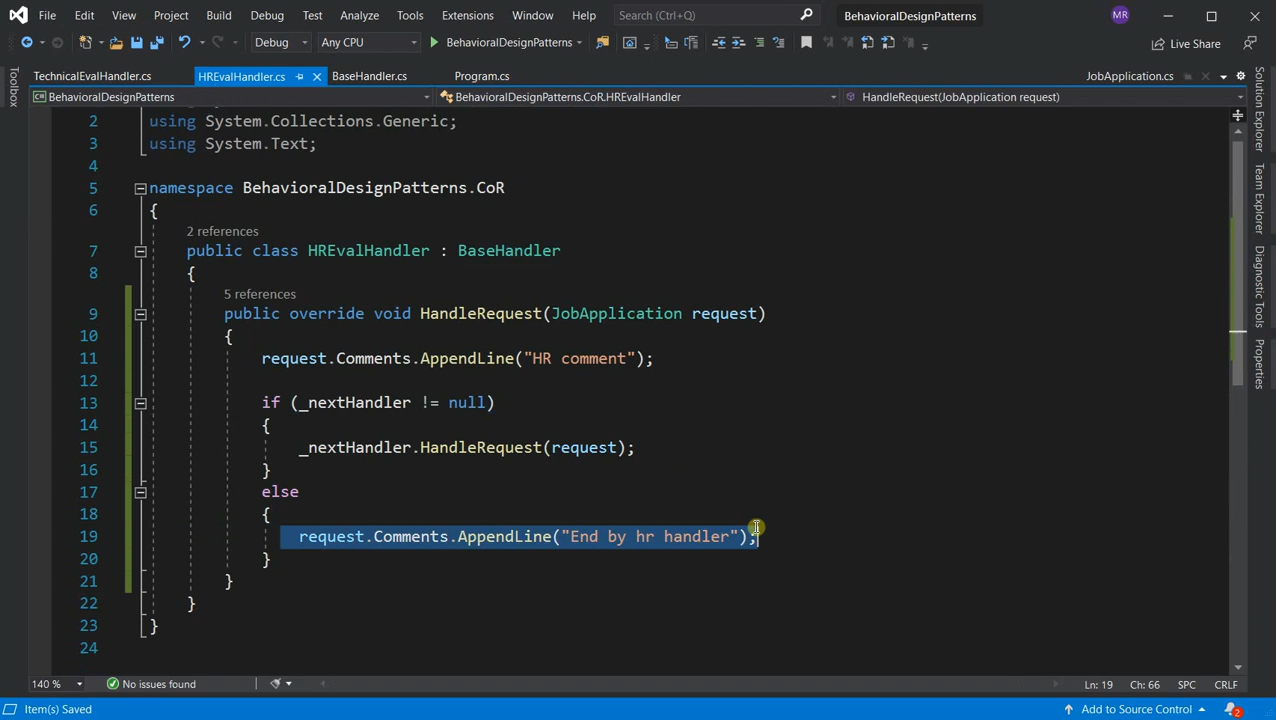 File Edit View Project Build Debug Test Analyze Tools Extensions Window Help Search (Ctrl+Q) BehavioralDesignPatterns MR
Debug Any CPU BehavioralDesignPatterns Live Share
TechnicalEvalHandler.cs HREvalHandler.cs BaseHandler.cs Program.cs JobApplication.cs
BehavioralDesignPatterns BehavioralDesignPatterns.CoR.HREvalHandler HandleRequest(JobApplication request)
Toolbox
Solution Explorer
Team Explorer
Diagnostic Tools
Properties
2 using System.Collections.Generic;
3 using System.Text;
4
5 namespace BehavioralDesignPatterns.CoR
6 {
2 references
7 public class HREvalHandler : BaseHandler
8 {
5 references
9 public override void HandleRequest(JobApplication request)
10 {
11 request.Comments.AppendLine("HR comment");
12
13 if (_nextHandler != null)
14 {
15 _nextHandler.HandleRequest(request);
16 }
17 else
18 {
19 request.Comments.AppendLine("End by hr handler");
20 }
21 }
22 }
23 }
24
140 % No issues found Ln: 19 Ch: 66 SPC CRLF
Item(s) Saved Add to Source Control 2